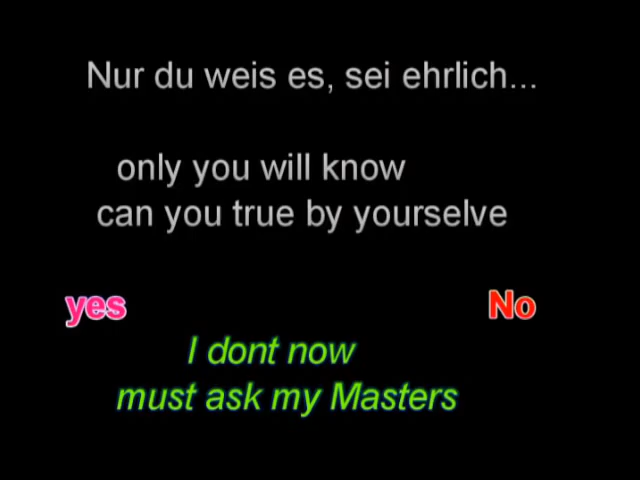 Nur du weis es, sei ehrlich...
only you will know
can you true by yourselve
yes No
I dont now
must ask my Masters